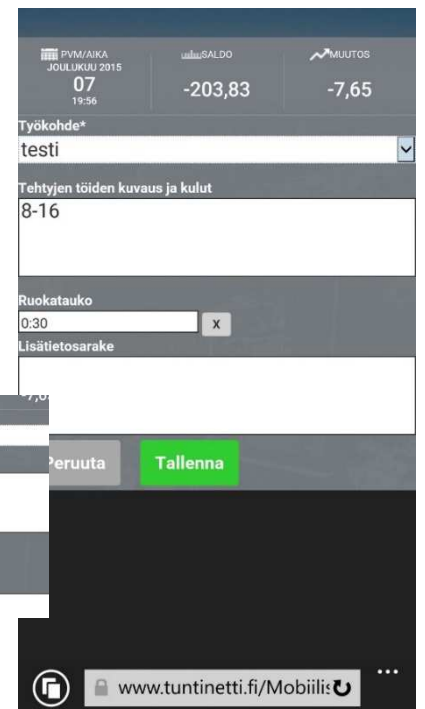 PVM/AIKA
JOULUKUU 2015
07
19:56
SALDO
-203,83
MUUTOS
-7,65
Työkohde*
testi
Tehtyjen töiden kuvaus ja kulut
8-16
Ruokatauko
0:30
x
Lisätietosarake
Peruuta
Tallenna
www.tuntinetti.fi/Mobiilis